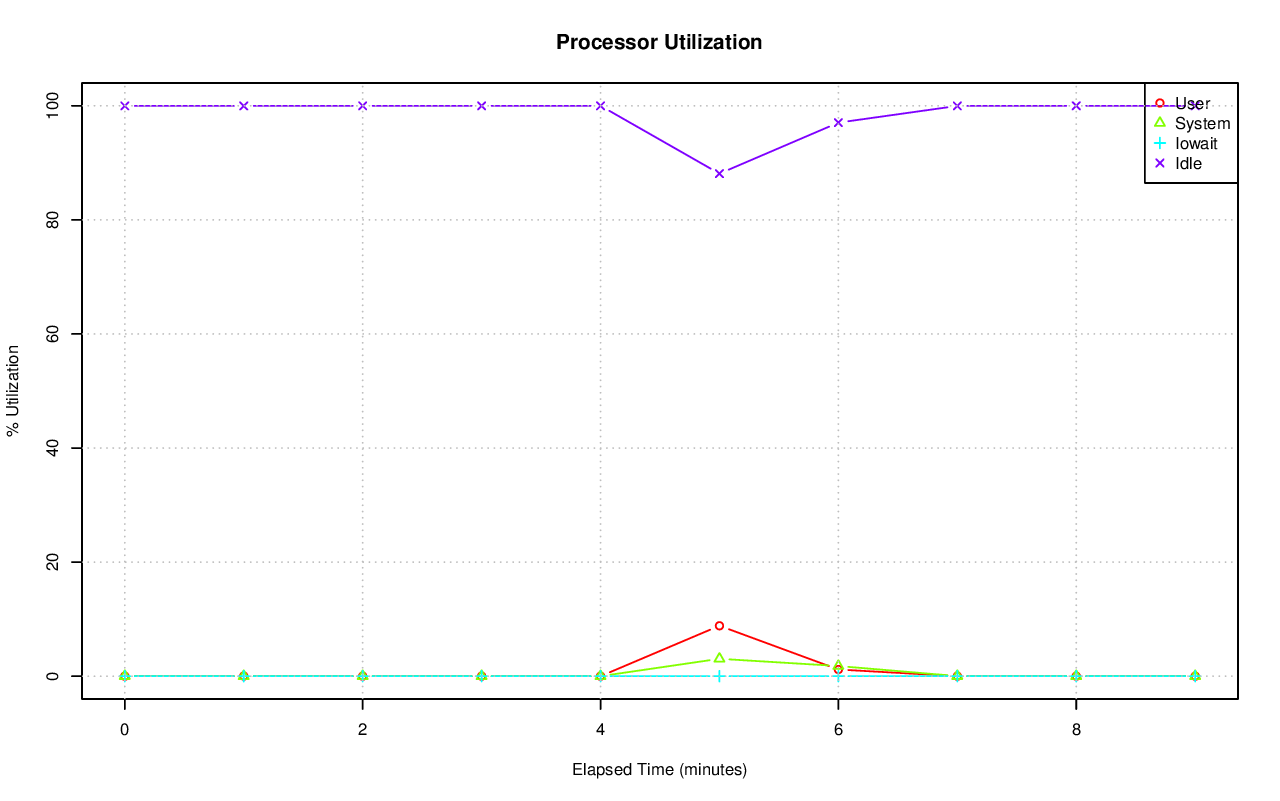 Processor Utilization
% Utilization
100
80
60
40
20
0
User
System
Iowait
Idle
0 2 4 6 8
Elapsed Time (minutes)